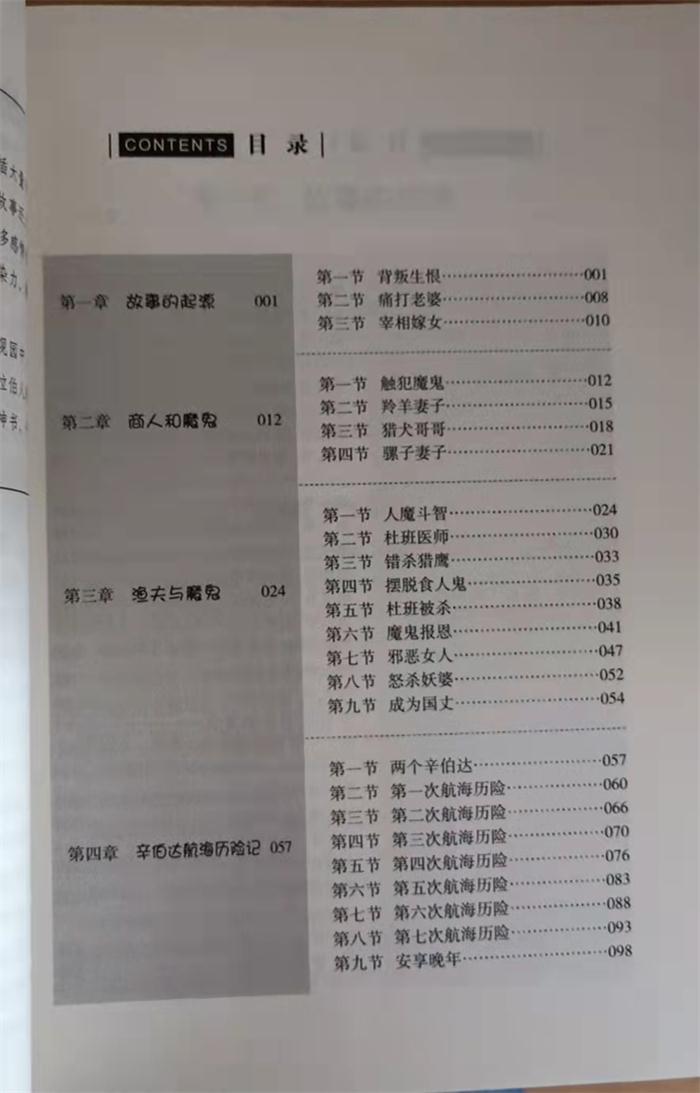 CONTENTS 目录
第一章 故事的起源 001
第一节 背叛生恨……001
第二节 痛打老婆……008
第三节 宰相嫁女……010
第二章 商人和魔鬼 012
第一节 触犯魔鬼……012
第二节 羚羊妻子……015
第三节 猎犬哥哥……018
第四节 骡子妻子……021
第三章 渔夫与魔鬼 024
第一节 人魔斗智……024
第二节 杜班医师……030
第三节 错杀猎鹰……033
第四节 摆脱食人鬼……035
第五节 杜班被杀……038
第六节 魔鬼报恩……041
第七节 邪恶女人……047
第八节 怒杀妖婆……052
第九节 成为国丈……054
第四章 辛伯达航海历险记 057
第一节 两个辛伯达……057
第二节 第一次航海历险……060
第三节 第二次航海历险……066
第四节 第三次航海历险……070
第五节 第四次航海历险……076
第六节 第五次航海历险……083
第七节 第六次航海历险……088
第八节 第七次航海历险……093
第九节 安享晚年……098